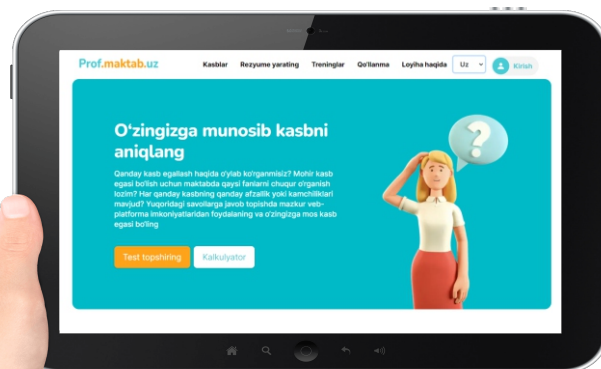 Prof.maktab.uz
Kasblar Rezyume yarating Treninglar Qo'llanma Loyiha haqida Uz Kirish
O‘zingizga munosib kasbni
aniqlang
Qanday kasb egallash haqida o'ylab ko'rganmisiz? Mohir kasb
egasi bo'lish uchun maktabda qaysi fanlarni chuqur o'rganish
lozim? Har qanday kasbning qanday afzallik yoki kamchiliklari
mavjud? Yuqoridagi savollarga javob topishda mazkur veb-
platforma imkoniyatlaridan foydalaning va o'zingizga mos kasb
egasi bo'ling
Test topshiring Kalkulyator
?